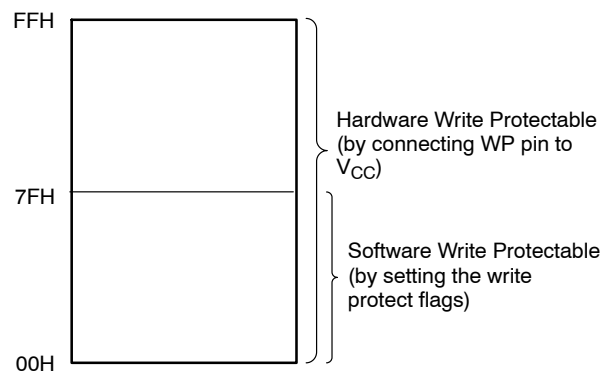 FFH
Hardware Write Protectable
(by connecting WP pin to
VCC)
7FH
Software Write Protectable
(by setting the write
protect flags)
00H